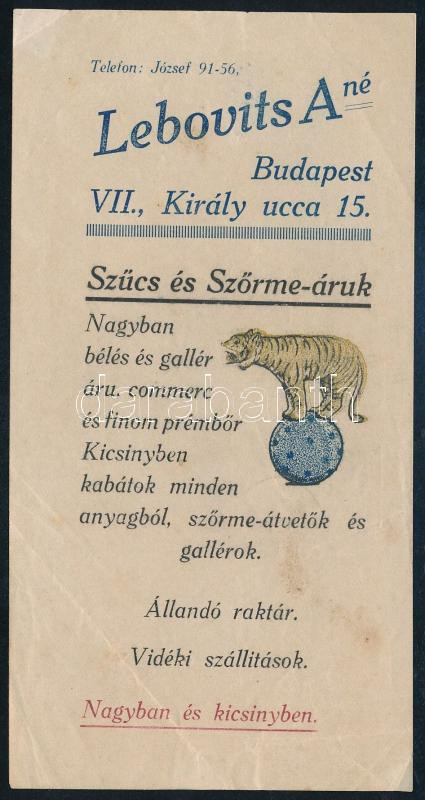 Telefon: József 91-56,
Lebovits Ané
Budapest
VII., Király ucca 15.
Szűcs és Szőrme-áruk
Nagyban
bélés és gallér
áru. commerc
és finom prémbőr
Kicsinyben
kabátok minden
anyagból, szőrme-átvetők és
gallérok.
Állandó raktár.
Vidéki szállitások.
Nagyban és kicsinyben.
darabanth